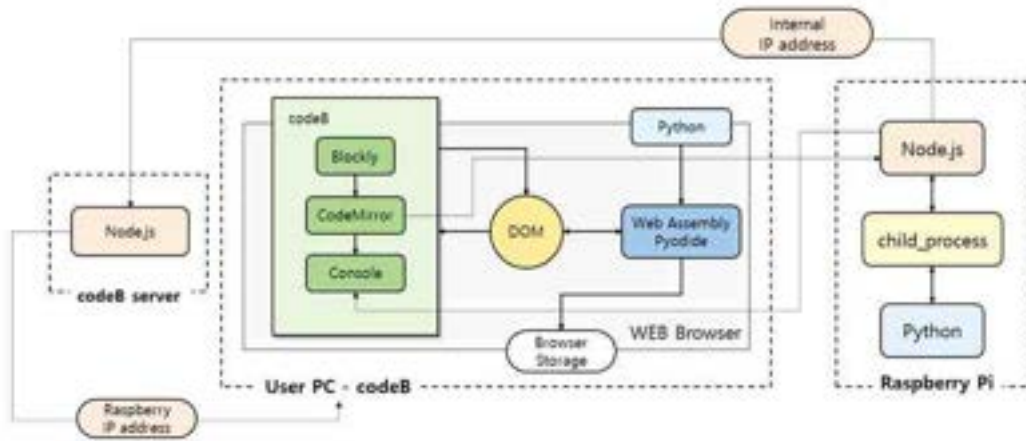 Internal
IP address
codeB
Blockly
CodeMirror
Console
DOM
Python
Web Assembly
Pyodide
WEB Browser
Browser
Storage
User PC - codeB
Node.js
codeB server
Raspberry
IP address
Node.js
child_process
Python
Raspberry Pi